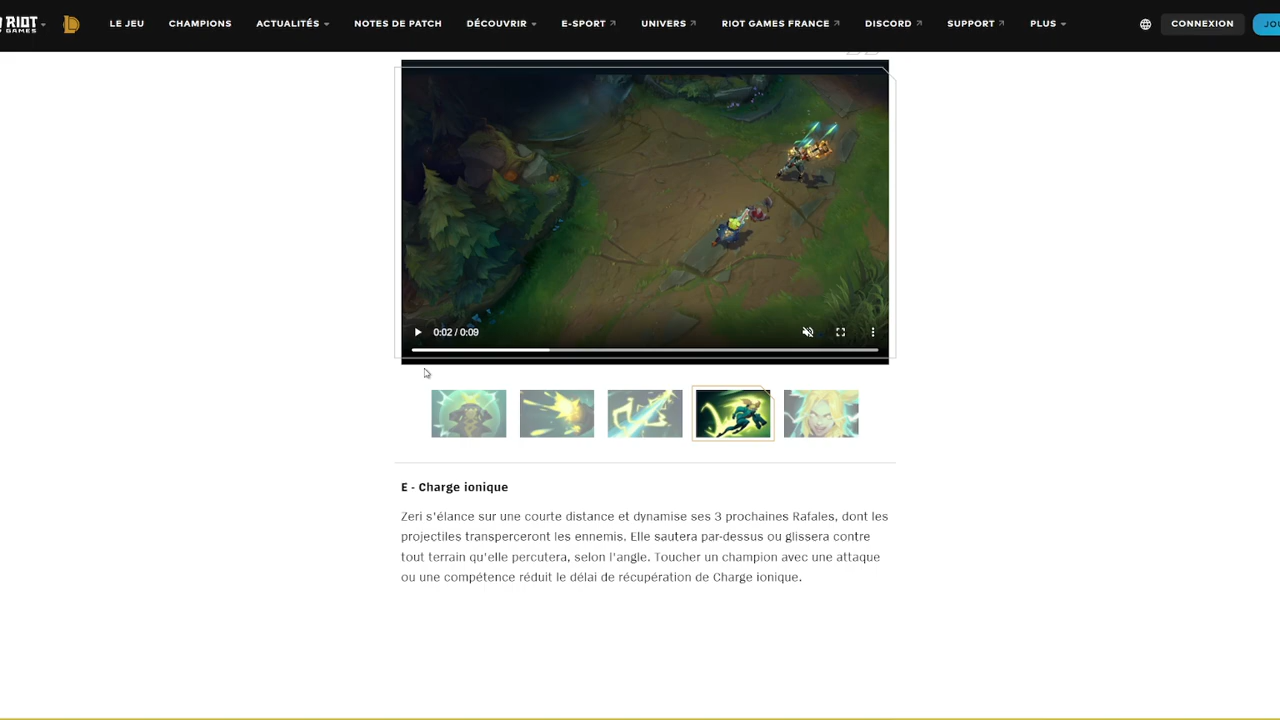 RIOT GAMES LE JEU CHAMPIONS ACTUALITÉS NOTES DE PATCH DÉCOUVRIR E-SPORT UNIVERS RIOT GAMES FRANCE DISCORD SUPPORT PLUS CONNEXION
0:02 / 0:09
E - Charge ionique
Zeri s'élance sur une courte distance et dynamise ses 3 prochaines Rafales, dont les
projectiles transperceront les ennemis. Elle sautera par-dessus ou glissera contre
tout terrain qu'elle percutera, selon l'angle. Toucher un champion avec une attaque
ou une compétence réduit le délai de récupération de Charge ionique.